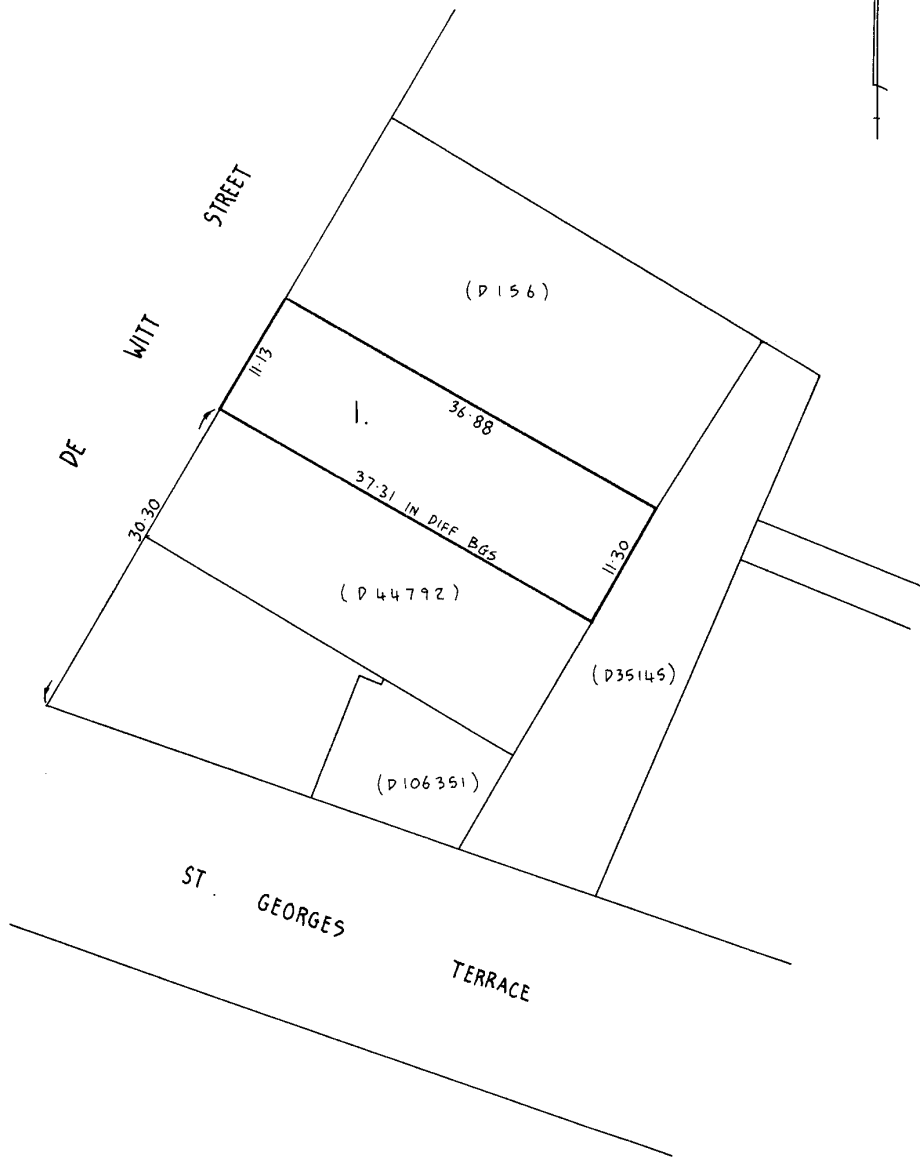 STREET
WITT
DE
(D156)
11·13
1.
36·88
37·31 IN DIFF BGS
11·30
30·30
(D44792)
(D35145)
(D106351)
ST. GEORGES TERRACE